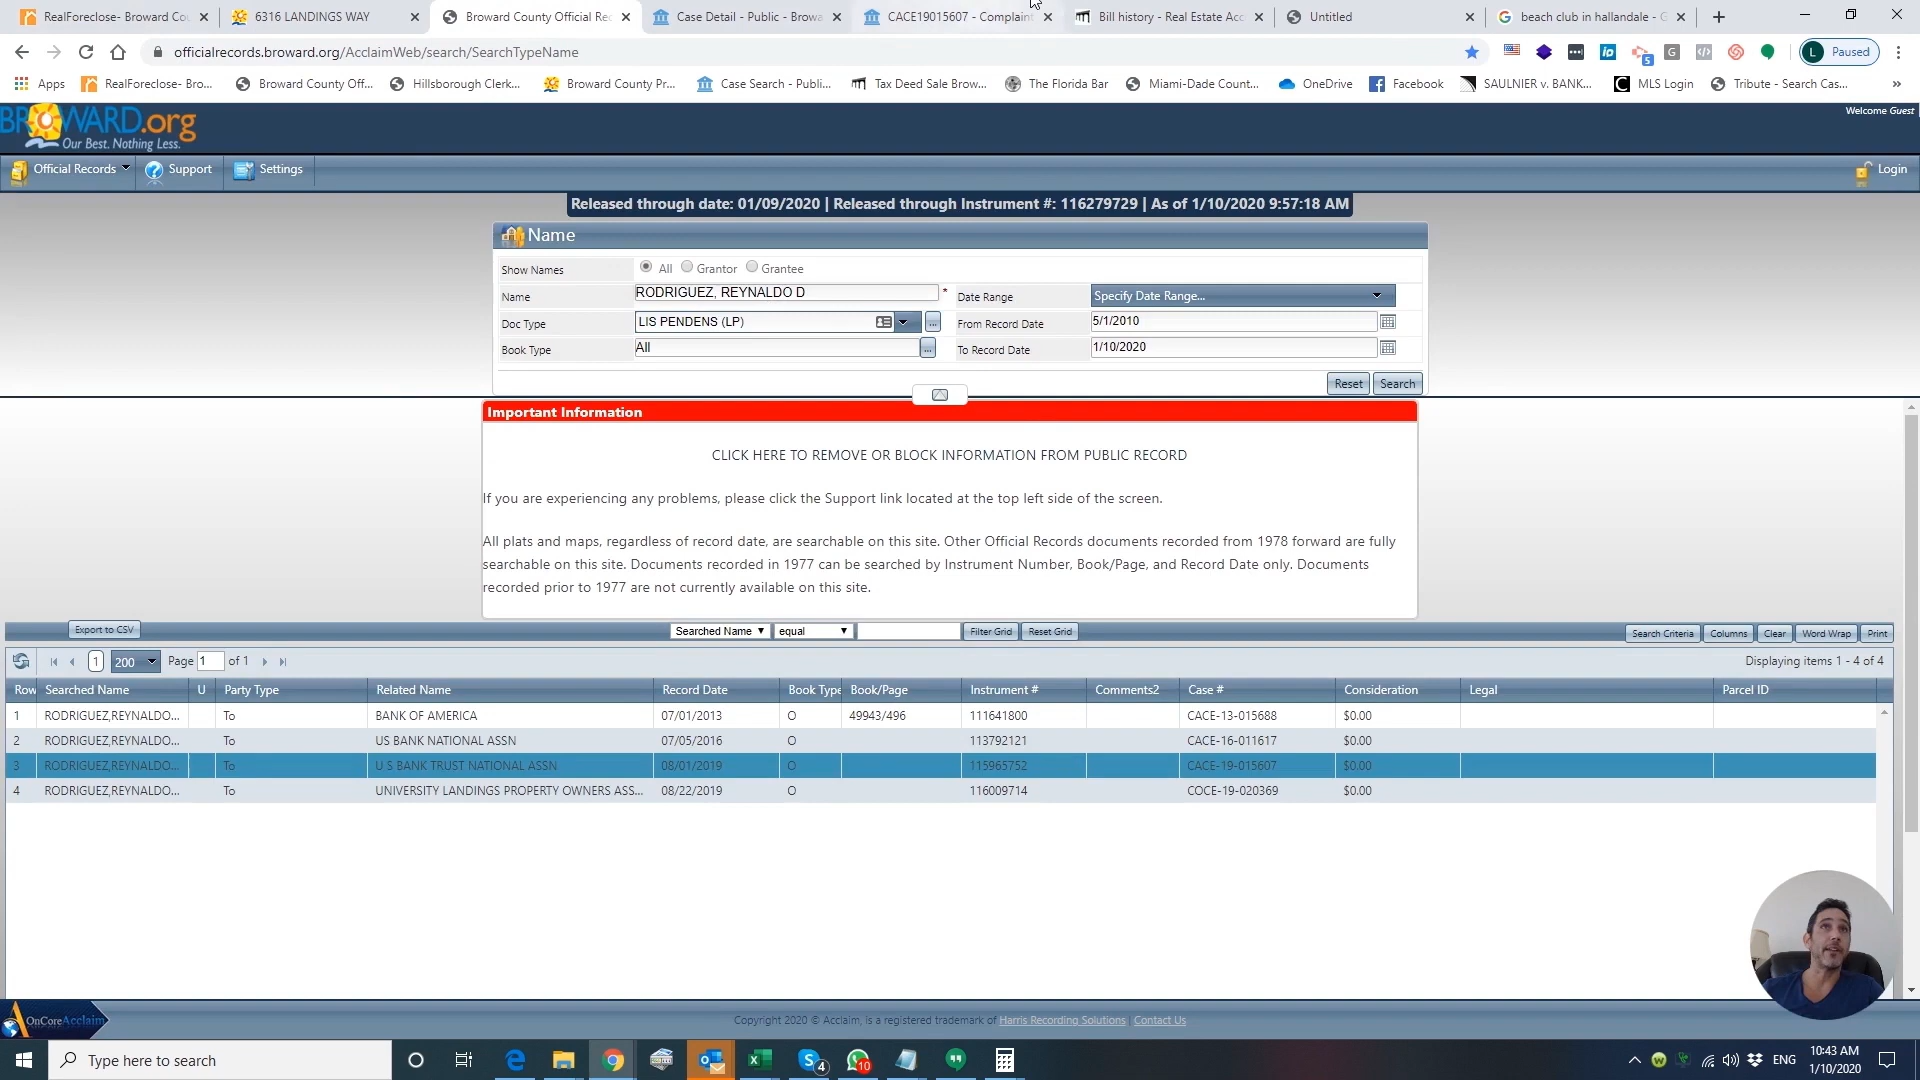 RealForeclose- Broward Co
6316 LANDINGS WAY
Broward County Official Rec
Case Detail - Public - Browa
CACE19015607 - Complaint
Bill history - Real Estate Acc
Untitled
beach club in hallandale - G
officialrecords.broward.org/AcclaimWeb/search/SearchTypeName
5
L Paused
Apps
RealForeclose- Bro...
Broward County Off...
Hillsborough Clerk...
Broward County Pr...
Case Search - Publi...
Tax Deed Sale Brow...
The Florida Bar
Miami-Dade Count...
OneDrive
Facebook
SAULNIER v. BANK...
MLS Login
Tribute - Search Cas...
BROWARD.org
Our Best. Nothing Less.
Welcome Guest
Official Records
Support
Settings
Login
Released through date: 01/09/2020 | Released through Instrument #: 116279729 | As of 1/10/2020 9:57:18 AM
Name
Show Names All Grantor Grantee
Name RODRIGUEZ, REYNALDO D * Date Range Specify Date Range...
Doc Type LIS PENDENS (LP) ... From Record Date 5/1/2010
Book Type All ... To Record Date 1/10/2020
Reset Search
Important Information
CLICK HERE TO REMOVE OR BLOCK INFORMATION FROM PUBLIC RECORD
If you are experiencing any problems, please click the Support link located at the top left side of the screen.
All plats and maps, regardless of record date, are searchable on this site. Other Official Records documents recorded from 1978 forward are fully
searchable on this site. Documents recorded in 1977 can be searched by Instrument Number, Book/Page, and Record Date only. Documents
recorded prior to 1977 are not currently available on this site.
Export to CSV Searched Name equal Filter Grid Reset Grid Search Criteria Columns Clear Word Wrap Print
1 200 Page 1 of 1 Displaying items 1 - 4 of 4
Row Searched Name U Party Type Related Name Record Date Book Type Book/Page Instrument # Comments2 Case # Consideration Legal Parcel ID
1 RODRIGUEZ,REYNALDO... To BANK OF AMERICA 07/01/2013 O 49943/496 111641800 CACE-13-015688 $0.00
2 RODRIGUEZ,REYNALDO... To US BANK NATIONAL ASSN 07/05/2016 O 113792121 CACE-16-011617 $0.00
3 RODRIGUEZ,REYNALDO... To U S BANK TRUST NATIONAL ASSN 08/01/2019 O 115965752 CACE-19-015607 $0.00
4 RODRIGUEZ,REYNALDO... To UNIVERSITY LANDINGS PROPERTY OWNERS ASS... 08/22/2019 O 116009714 COCE-19-020369 $0.00
OnCoreAcclaim
Copyright 2020 © Acclaim, is a registered trademark of Harris Recording Solutions | Contact Us
Type here to search
4
10
ENG
10:43 AM
1/10/2020